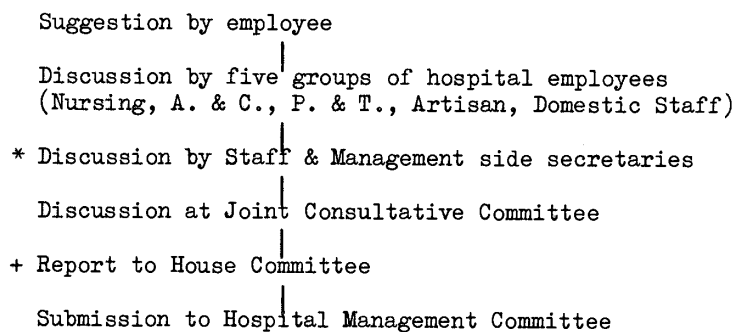 Suggestion by employee
Discussion by five groups of hospital employees
(Nursing, A. & C., P. & T., Artisan, Domestic Staff)
* Discussion by Staff & Management side secretaries
Discussion at Joint Consultative Committee
+ Report to House Committee
Submission to Hospital Management Committee